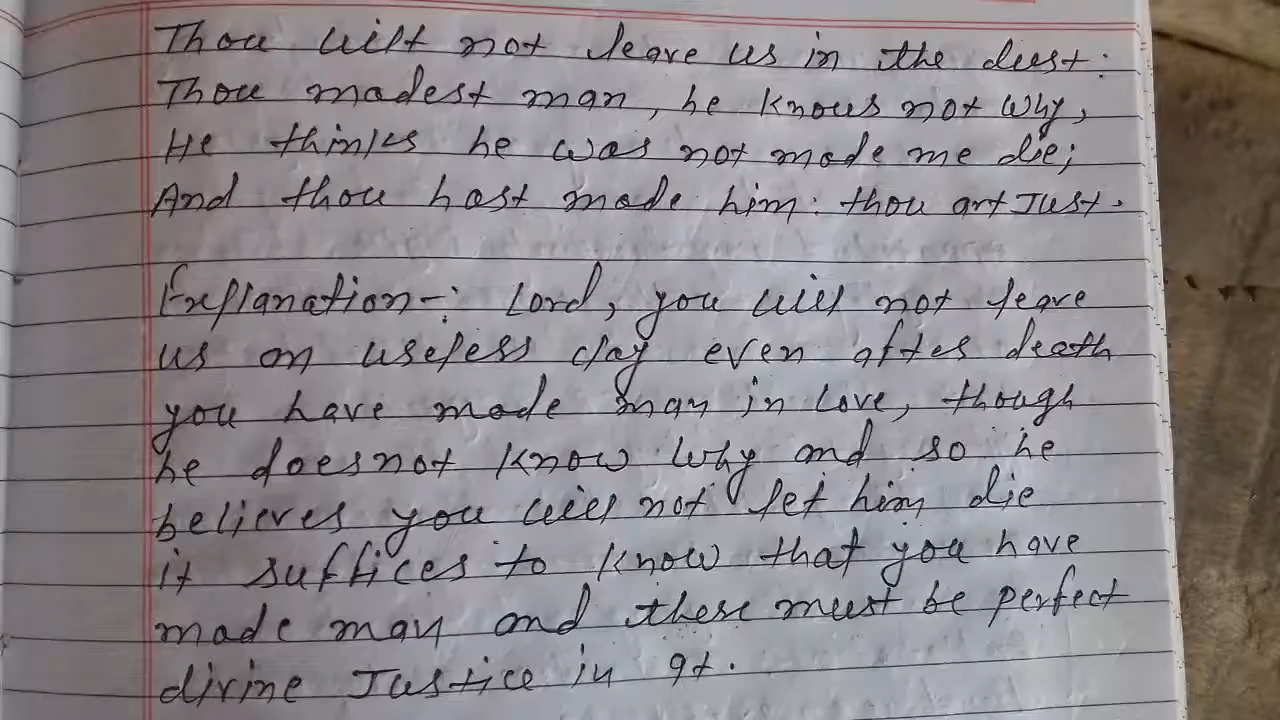 Thou will not leave us in the dust:
Thou madest man, he knows not why,
He thinks he was not made me die;
And thou hast made him: thou art Just.
Explanation-: Lord, you will not leave
us on useless clay even after death
you have made man in love, though
he does not know why and so he
believes you will not let him die
it suffices to know that you have
made man and there must be perfect
divine Justice in it.